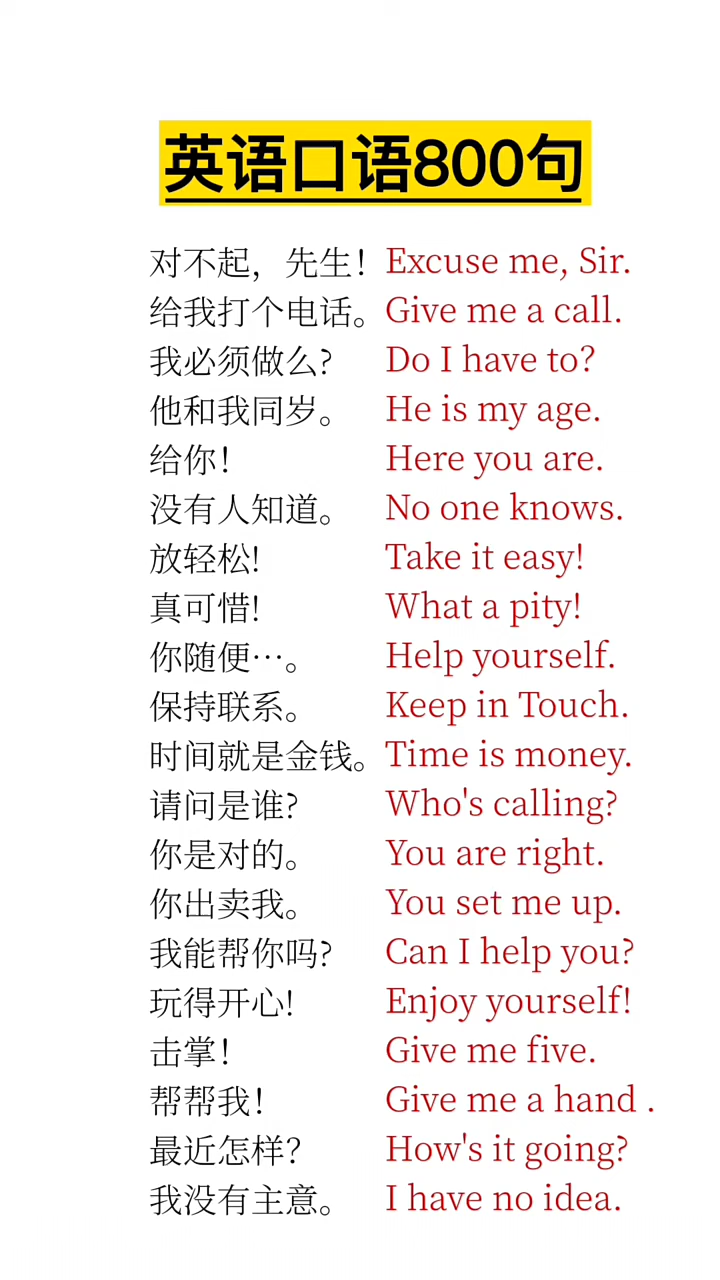 英语口语800句
对不起，先生！ Excuse me, Sir.
给我打个电话。 Give me a call.
我必须做么? Do I have to?
他和我同岁。 He is my age.
给你！ Here you are.
没有人知道。 No one knows.
放轻松! Take it easy!
真可惜! What a pity!
你随便…。 Help yourself.
保持联系。 Keep in Touch.
时间就是金钱。 Time is money.
请问是谁? Who's calling?
你是对的。 You are right.
你出卖我。 You set me up.
我能帮你吗? Can I help you?
玩得开心! Enjoy yourself!
击掌！ Give me five.
帮帮我！ Give me a hand .
最近怎样？ How's it going?
我没有主意。 I have no idea.